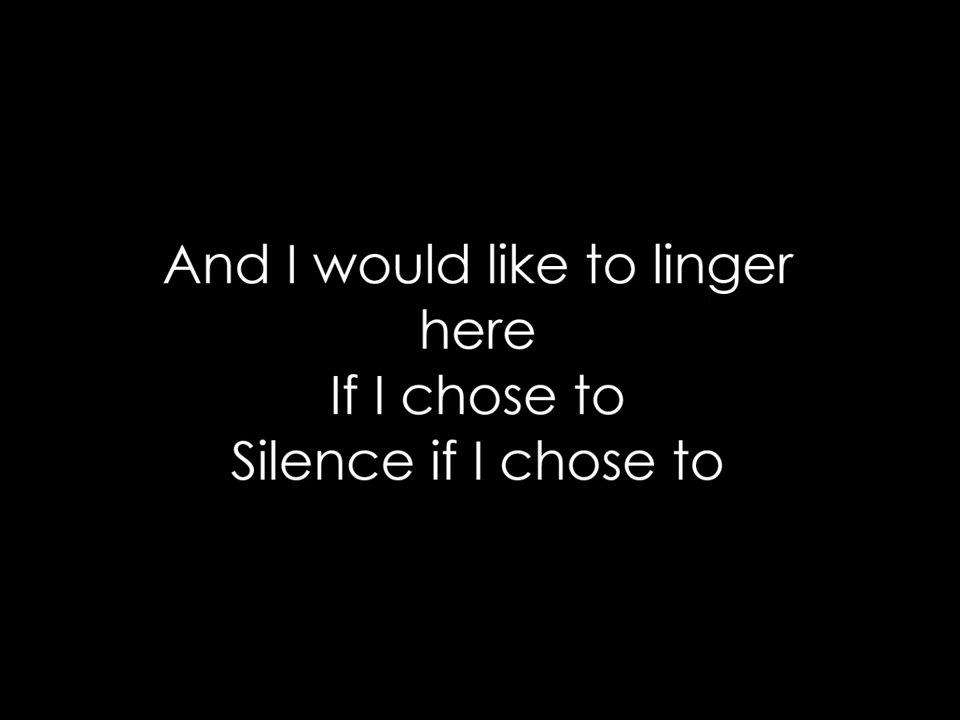 And I would like to linger
here
If I chose to
Silence if I chose to